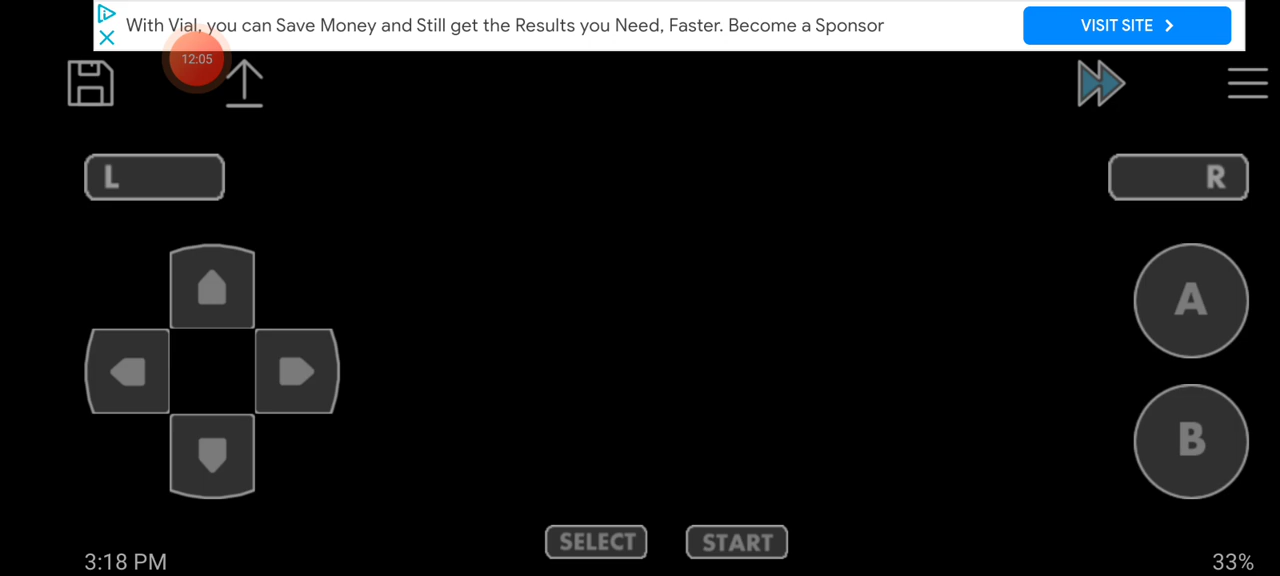 With Vial, you can Save Money and Still get the Results you Need, Faster. Become a Sponsor
VISIT SITE
12:05
L
R
A
B
SELECT
START
3:18 PM
33%